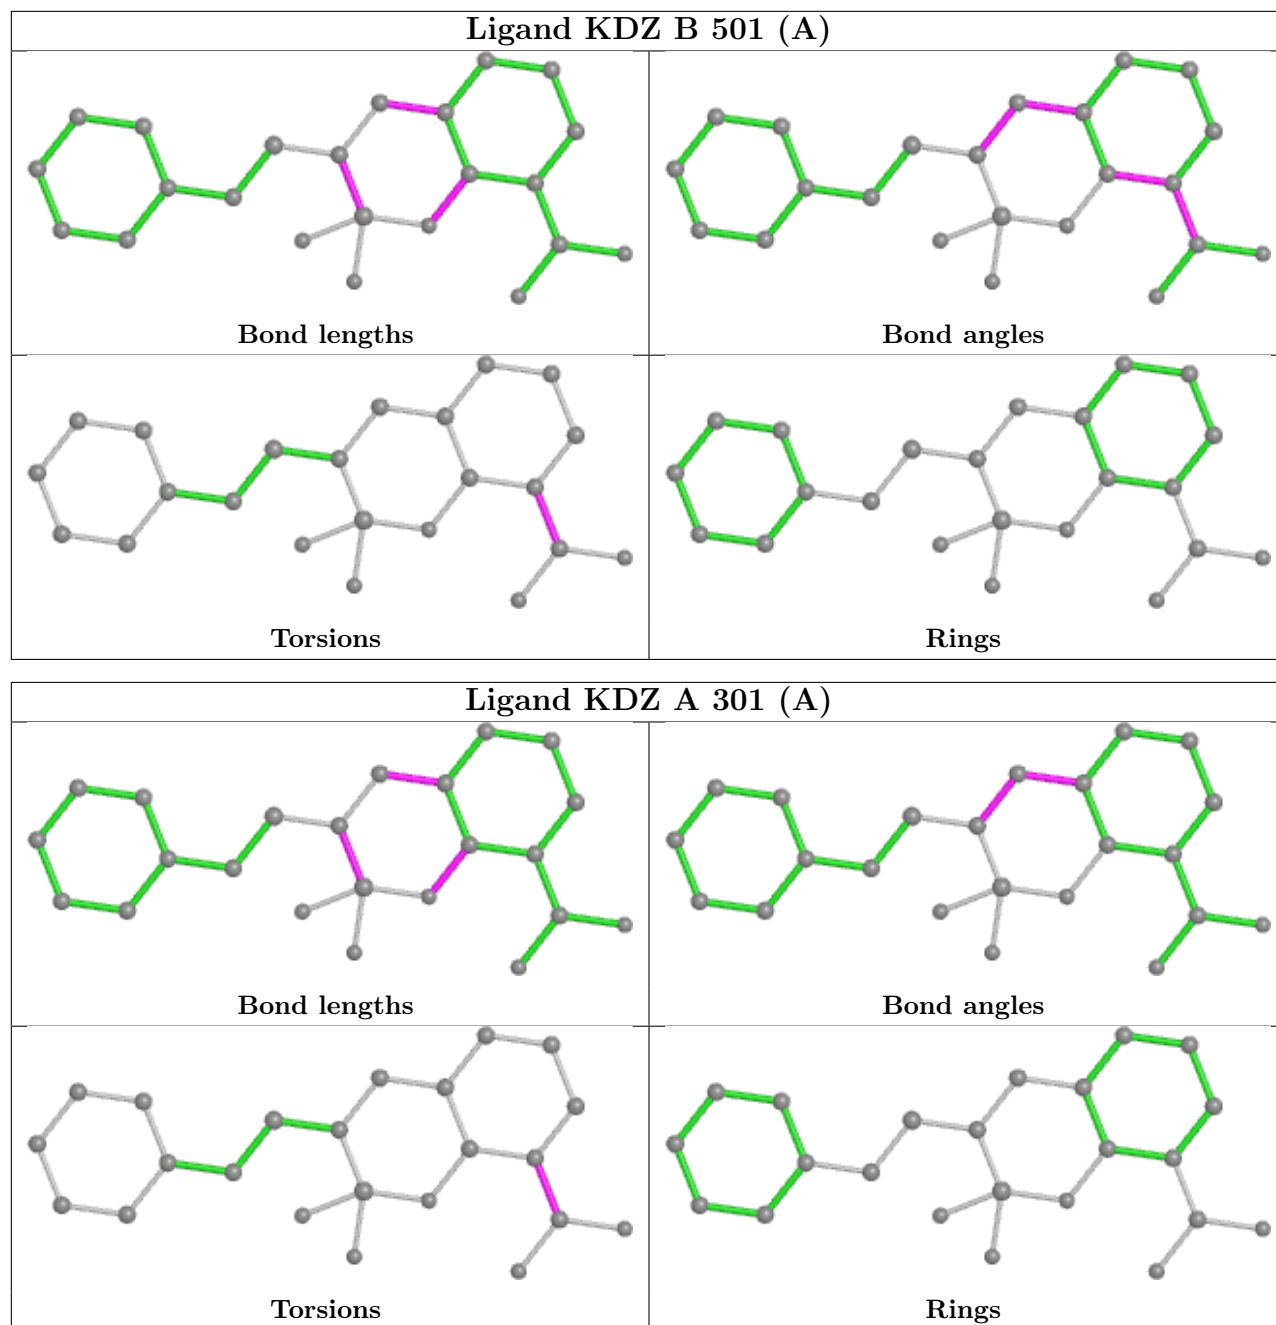 Ligand KDZ B 501 (A)
Bond lengths
Bond angles
Torsions
Rings
Ligand KDZ A 301 (A)
Bond lengths
Bond angles
Torsions
Rings